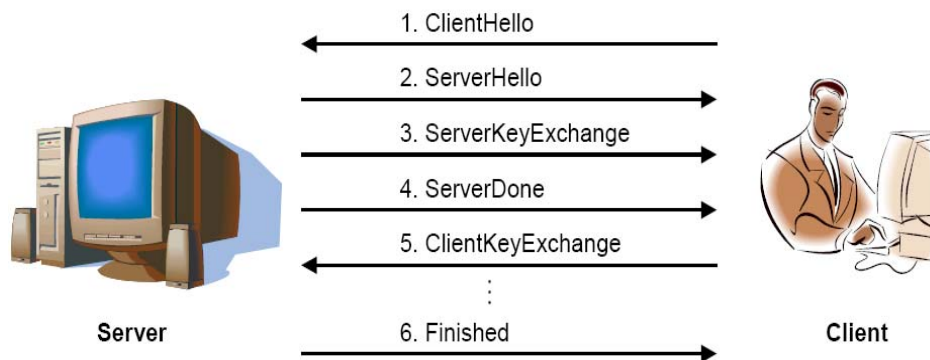 1. ClientHello
2. ServerHello
3. ServerKeyExchange
4. ServerDone
5. ClientKeyExchange
Server
6. Finished
Client